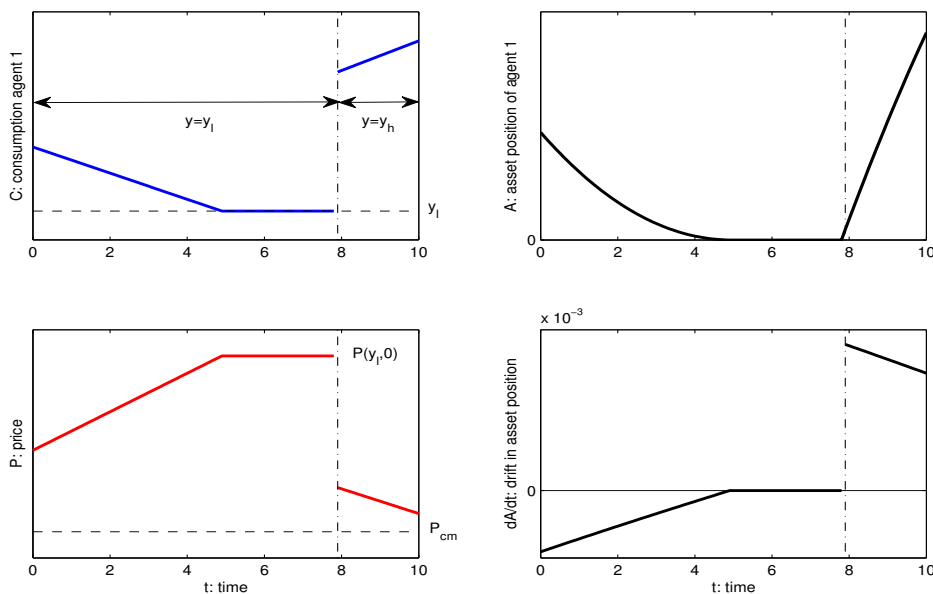 C: consumption agent 1
y=y_l
y=y_h
y_l
0 2 4 6 8 10
A: asset position of agent 1
0
0 2 4 6 8 10
P: price
P(y_l,0)
P_cm
0 2 4 6 8 10
t: time
x 10^-3
dA/dt: drift in asset position
0
0 2 4 6 8 10
t: time